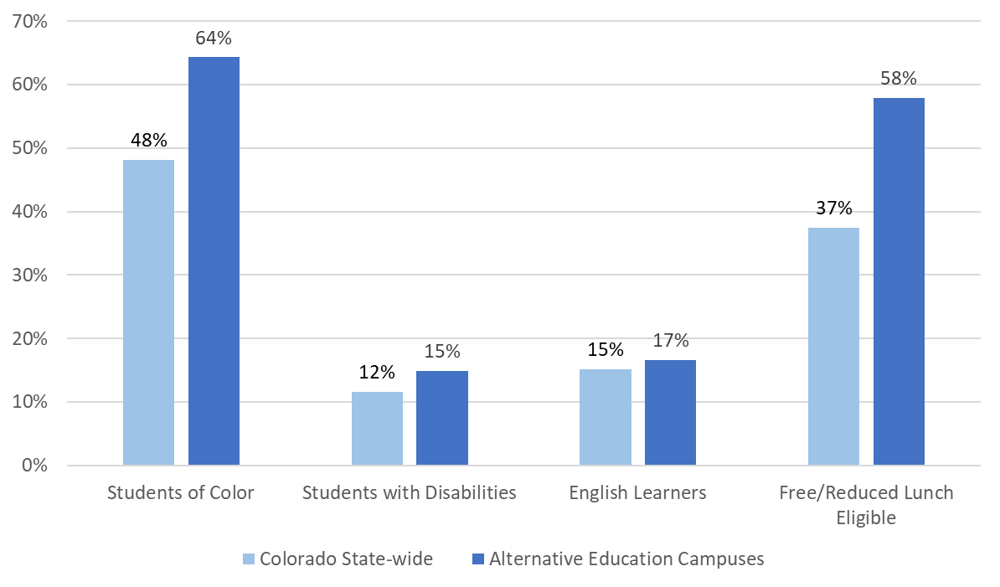 70%
64%
60%
58%
50%
48%
40%
37%
30%
20%
17%
15%
15%
12%
10%
0%
Students of Color
Students with Disabilities
English Learners
Free/Reduced Lunch
Eligible
Colorado State-wide
Alternative Education Campuses